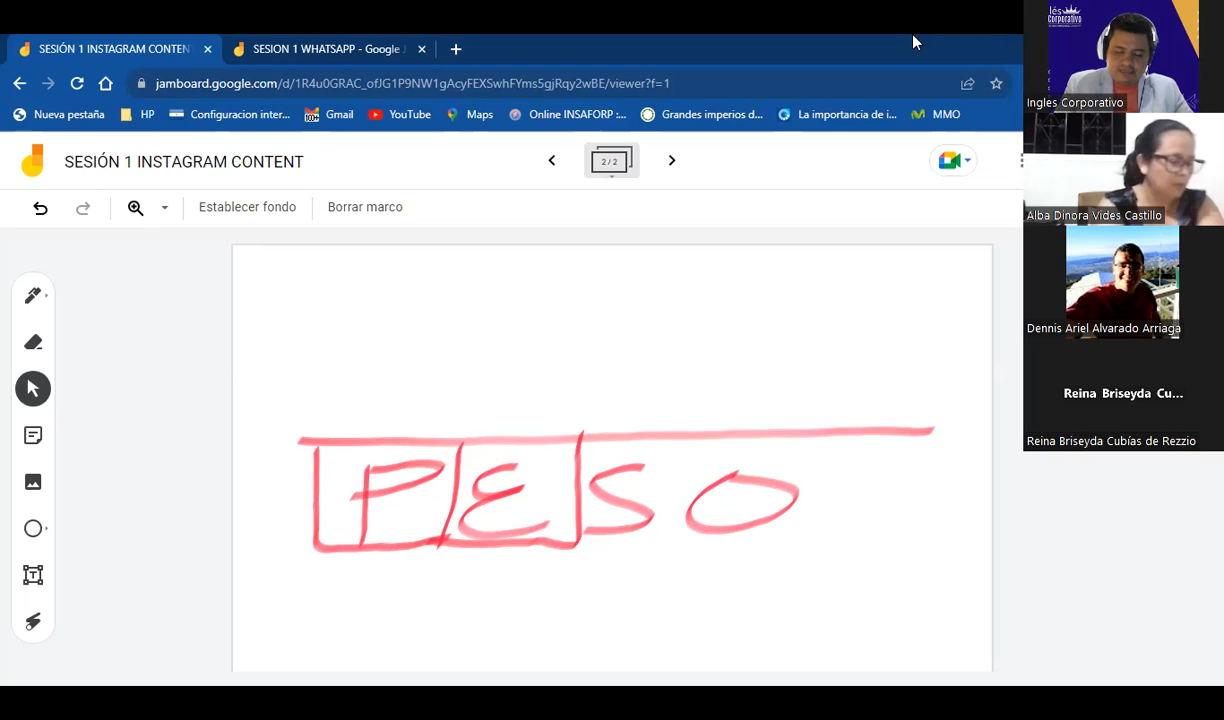 SESIÓN 1 INSTAGRAM CONTEN
SESION 1 WHATSAPP - Google J
jamboard.google.com/d/1R4u0GRAC_ofJG1P9NW1gAcyFEXSwhFYms5gjRqy2wBE/viewer?f=1
Nueva pestaña HP Configuracion inter... Gmail YouTube Maps Online INSAFORP :... Grandes imperios d... La importancia de i... MMO
SESIÓN 1 INSTAGRAM CONTENT
2 / 2
Establecer fondo Borrar marco
PESO
lés
Corporativo
Ingles Corporativo
Alba Dinora Vides Castillo
Dennis Ariel Alvarado Arriaga
Reina Briseyda Cu...
Reina Briseyda Cubías de Rezzio